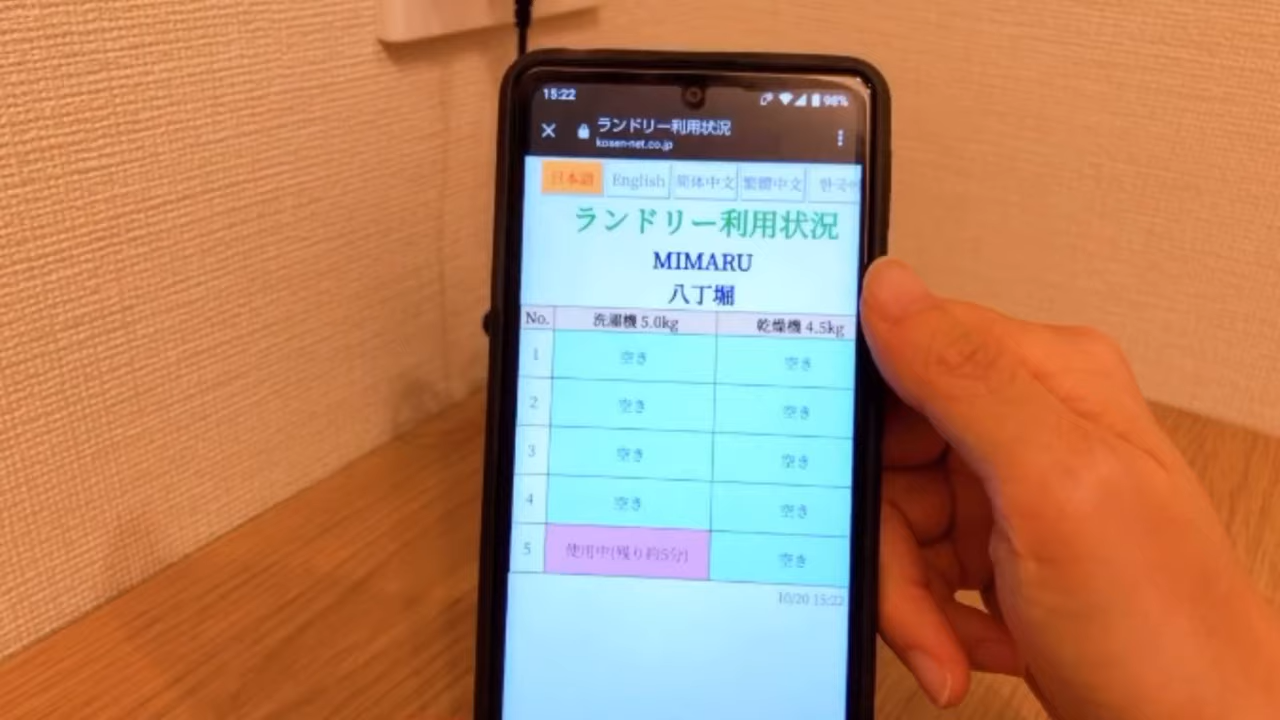 15:22 98%
ランドリー利用状況
kosen-net.co.jp
日本語 English 简体中文 繁體中文 한국어
ランドリー利用状況
MIMARU
八丁堀
No. 洗濯機 5.0kg 乾燥機 4.5kg
1 空き 空き
2 空き 空き
3 空き 空き
4 空き 空き
5 使用中(残り約5分) 空き
10/20 15:22